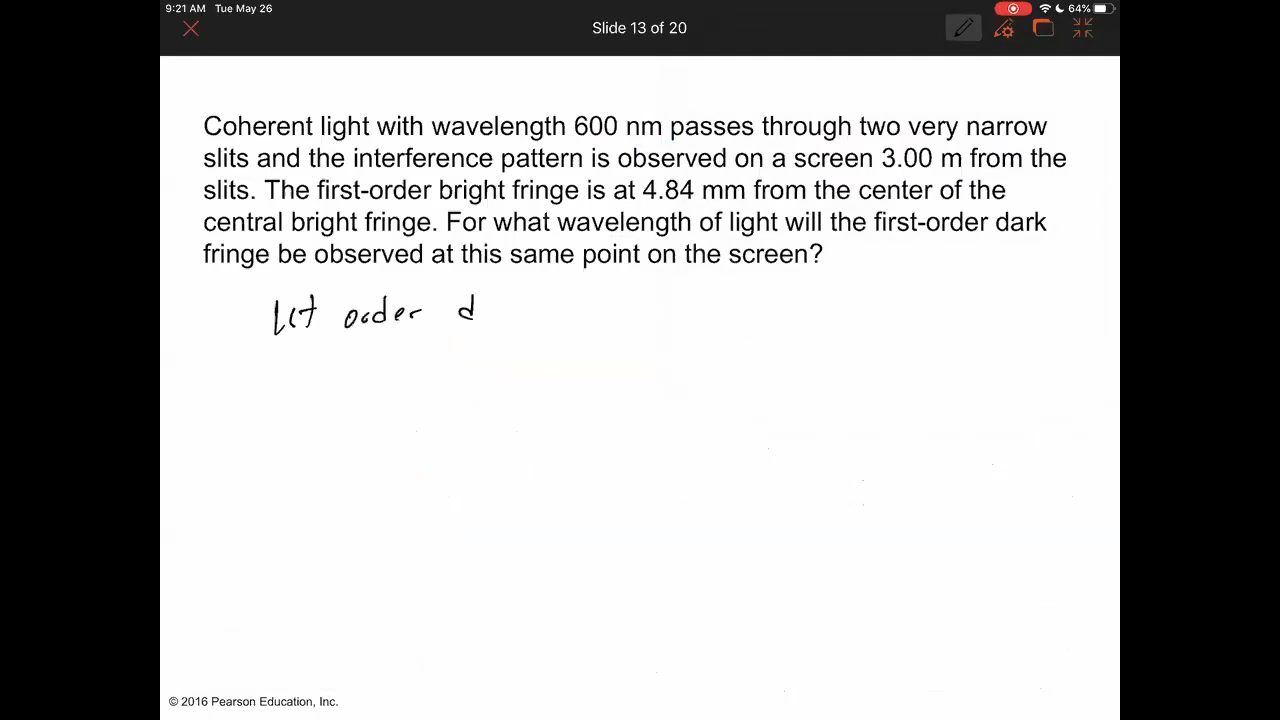 9:21 AM Tue May 26
64%
Slide 13 of 20
Coherent light with wavelength 600 nm passes through two very narrow
slits and the interference pattern is observed on a screen 3.00 m from the
slits. The first-order bright fringe is at 4.84 mm from the center of the
central bright fringe. For what wavelength of light will the first-order dark
fringe be observed at this same point on the screen?
1st order d
© 2016 Pearson Education, Inc.